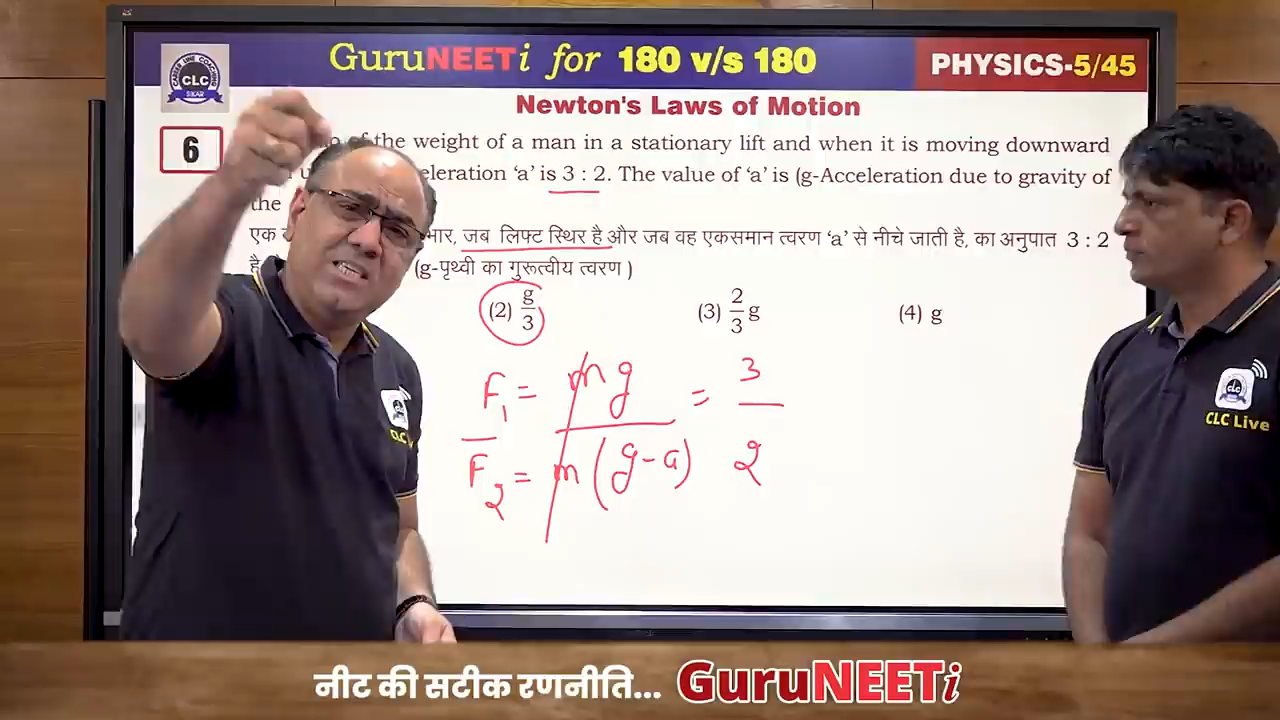 GuruNEETi for 180 v/s 180
PHYSICS-5/45
CLC
SIKAR
Newton's Laws of Motion
6
of the weight of a man in a stationary lift and when it is moving downward
'a' is 3 : 2. The value of 'a' is (g-Acceleration due to gravity of
the
एक
जब लिफ्ट स्थिर है और जब वह एकसमान त्वरण 'a' से नीचे जाती है, का अनुपात 3 : 2
(g-पृथ्वी का गुरूत्वीय त्वरण )
(2) g/3
(3) 2/3 g
(4) g
F₁ = mg = 3
F₂ = m(g-a) 2
CLC
CLC Live
नीट की सटीक रणनीति... GuruNEETi